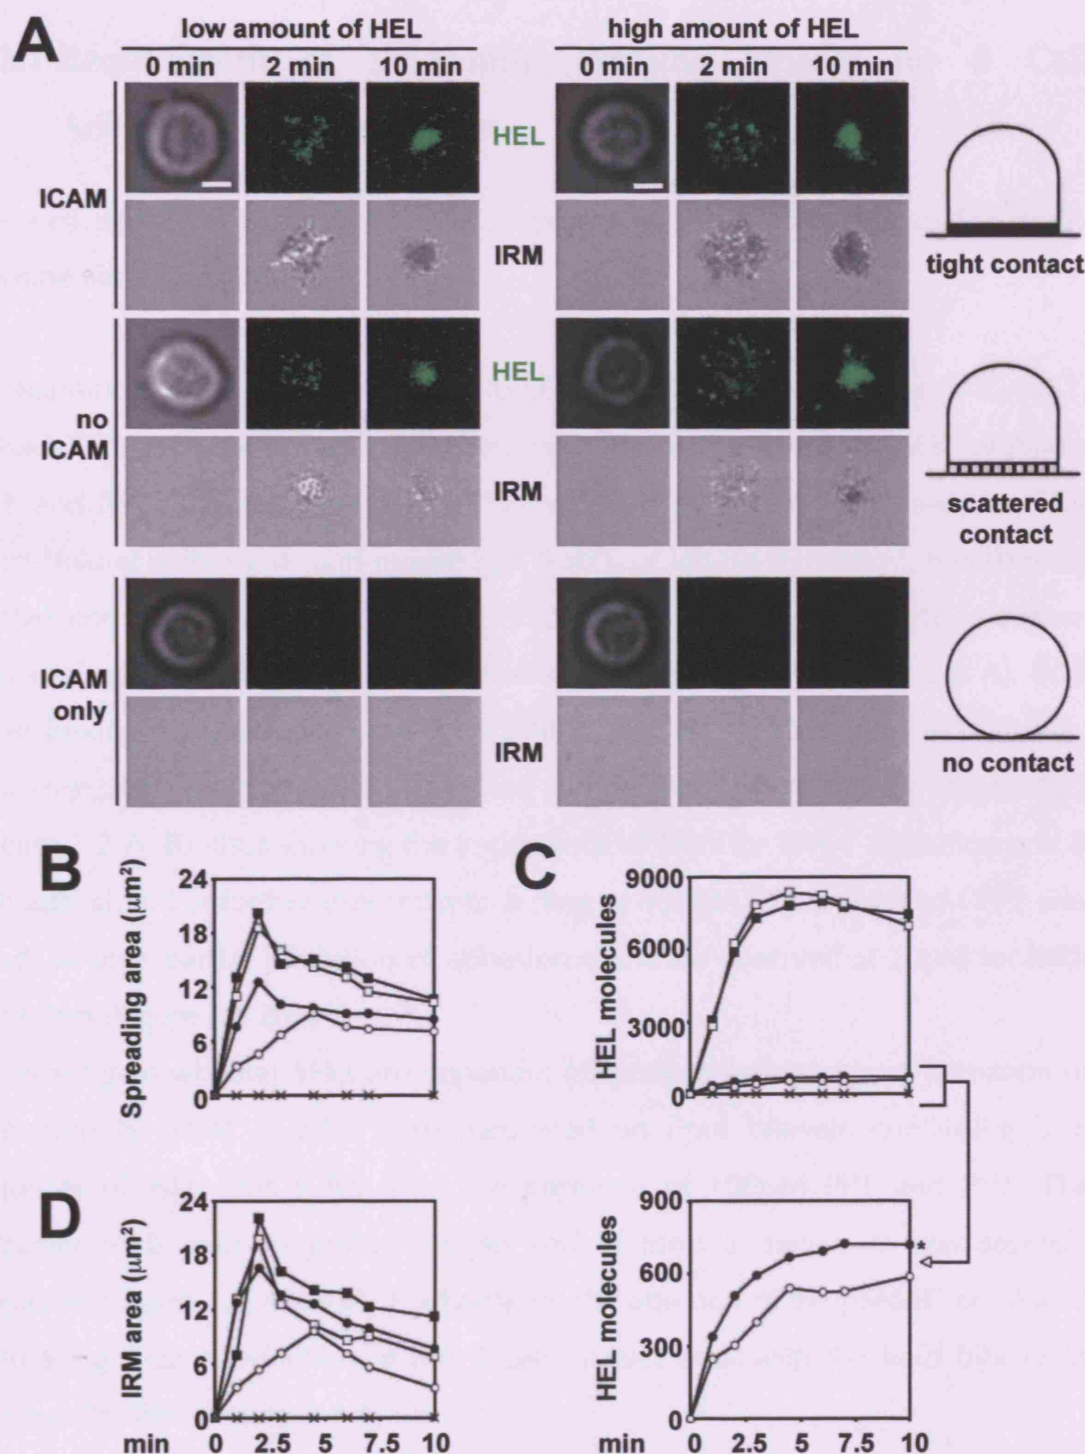 A
low amount of HEL
high amount of HEL
0 min 2 min 10 min
0 min 2 min 10 min
ICAM
HEL
IRM
tight contact
no
ICAM
HEL
IRM
scattered
contact
ICAM
only
IRM
no contact
B
Spreading area (μm²)
24
18
12
6
0
C
HEL molecules
9000
6000
3000
0
D
IRM area (μm²)
24
18
12
6
0
min 0 2.5 5 7.5 10
HEL molecules
900
600
300
0
*
0 2.5 5 7.5 10